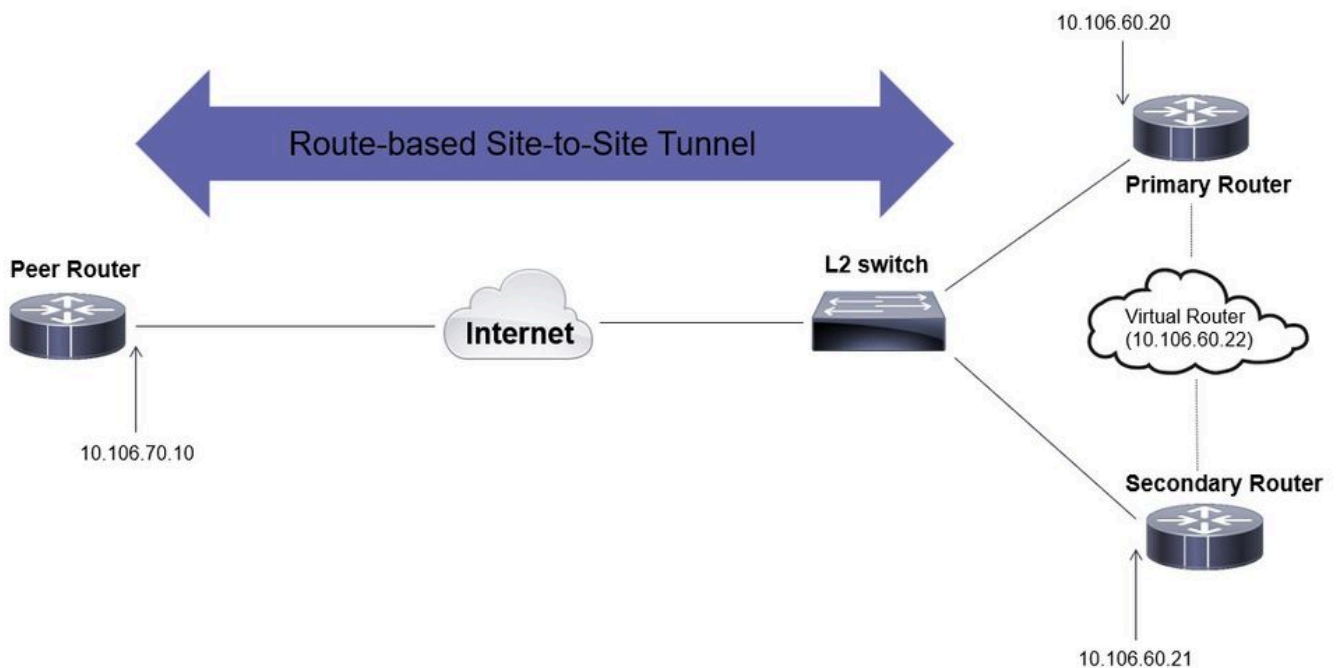 10.106.60.20
Route-based Site-to-Site Tunnel
Primary Router
Peer Router
L2 switch
Internet
Virtual Router
(10.106.60.22)
10.106.70.10
Secondary Router
10.106.60.21